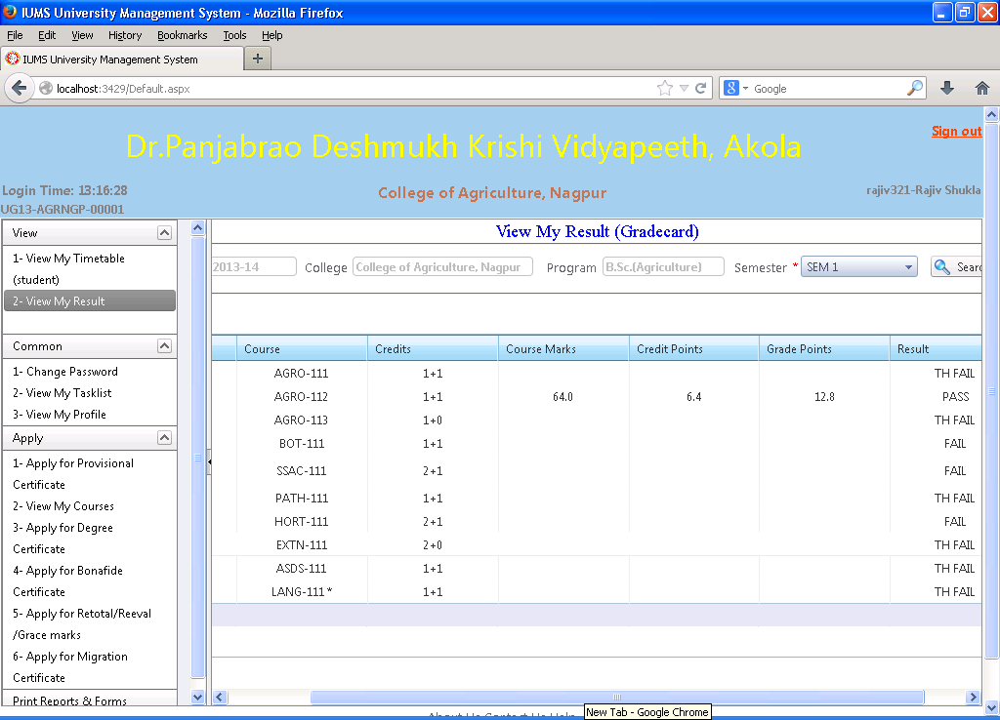 IUMS University Management System - Mozilla Firefox
File Edit View History Bookmarks Tools Help
IUMS University Management System
localhost:3429/Default.aspx
8 Google
Sign out
Dr.Panjabrao Deshmukh Krishi Vidyapeeth, Akola
Login Time: 13:16:28
College of Agriculture, Nagpur
rajiv321-Rajiv Shukla
UG13-AGRNGP-00001
View
1- View My Timetable
(student)
2- View My Result
Common
1- Change Password
2- View My Tasklist
3- View My Profile
Apply
1- Apply for Provisional
Certificate
2- View My Courses
3- Apply for Degree
Certificate
4- Apply for Bonafide
Certificate
5- Apply for Retotal/Reeval
/Grace marks
6- Apply for Migration
Certificate
Print Reports & Forms
View My Result (Gradecard)
2013-14 College College of Agriculture, Nagpur Program B.Sc.(Agriculture) Semester * SEM 1 Searc
Course Credits Course Marks Credit Points Grade Points Result
AGRO-111 1+1 TH FAIL
AGRO-112 1+1 64.0 6.4 12.8 PASS
AGRO-113 1+0 TH FAIL
BOT-111 1+1 FAIL
SSAC-111 2+1 FAIL
PATH-111 1+1 TH FAIL
HORT-111 2+1 FAIL
EXTN-111 2+0 TH FAIL
ASDS-111 1+1 TH FAIL
LANG-111* 1+1 TH FAIL
About Us Contact Us Help
New Tab - Google Chrome